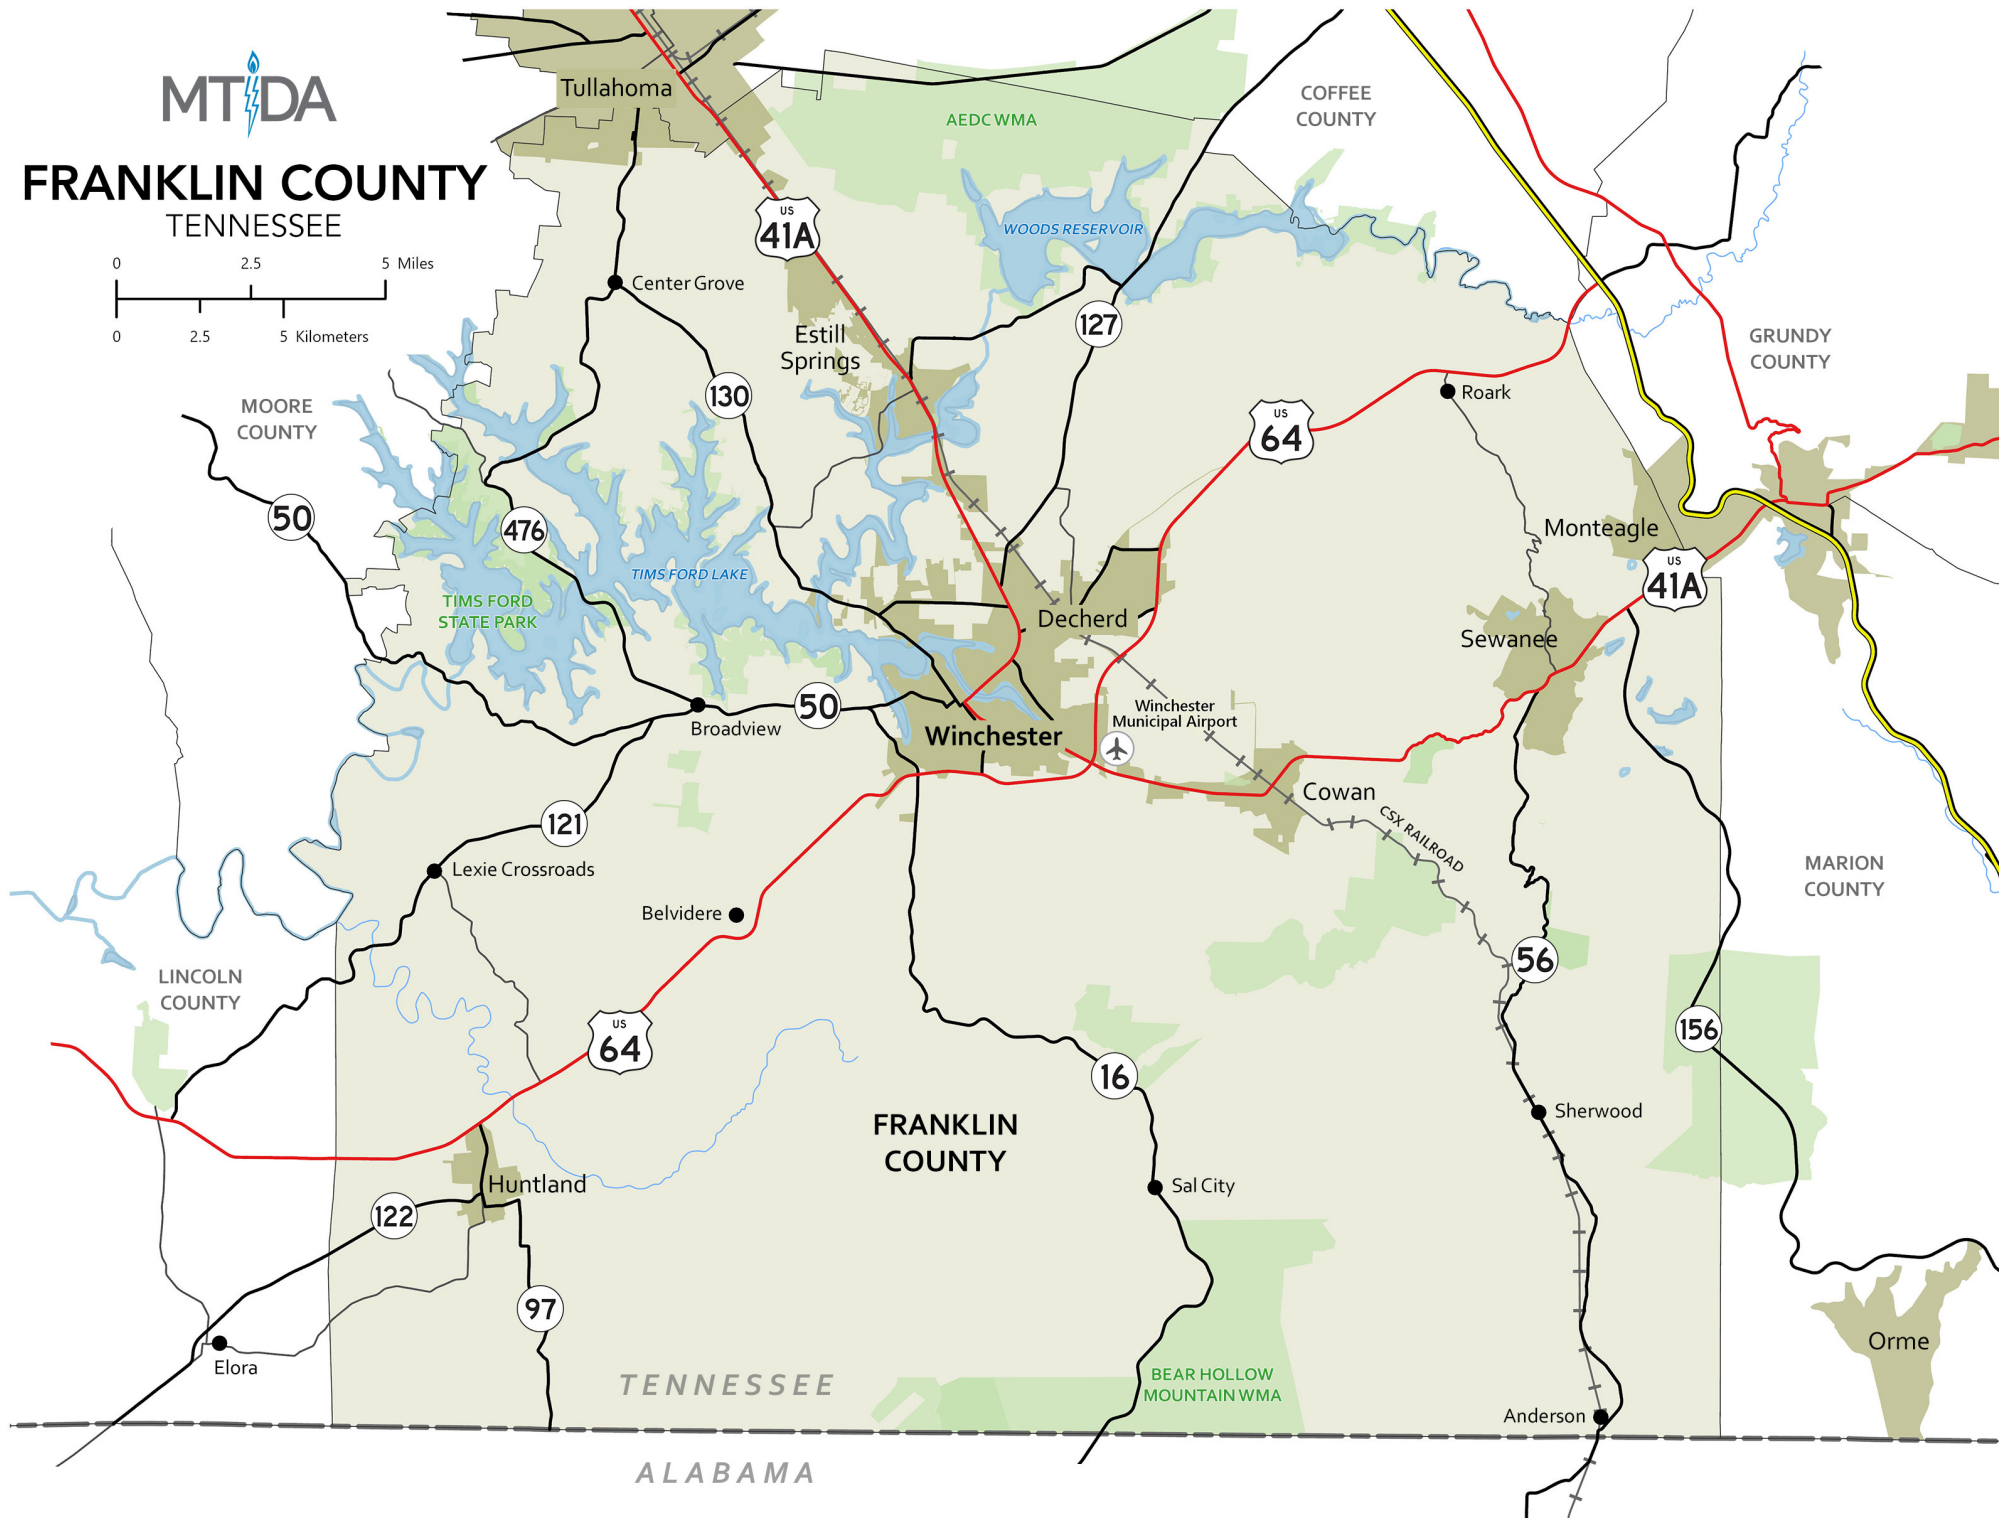 MTIDA
FRANKLIN COUNTY
TENNESSEE
0 2.5 5 Miles
0 2.5 5 Kilometers
Tullahoma
AEDC WMA
COFFEE
COUNTY
US
41A
WOODS RESERVOIR
Center Grove
127
Estill
Springs
GRUNDY
COUNTY
130
Roark
MOORE
COUNTY
US
64
50
476
Monteagle
TIMS FORD LAKE
US
41A
TIMS FORD
STATE PARK
Decherd
Sewanee
50
Broadview
Winchester
Municipal Airport
Winchester
Cowan
CSX RAILROAD
121
Lexie Crossroads
MARION
COUNTY
Belvidere
56
LINCOLN
COUNTY
US
64
156
16
Sherwood
FRANKLIN
COUNTY
Huntland
Sal City
122
97
Elora
Orme
TENNESSEE
BEAR HOLLOW
MOUNTAIN WMA
Anderson
ALABAMA